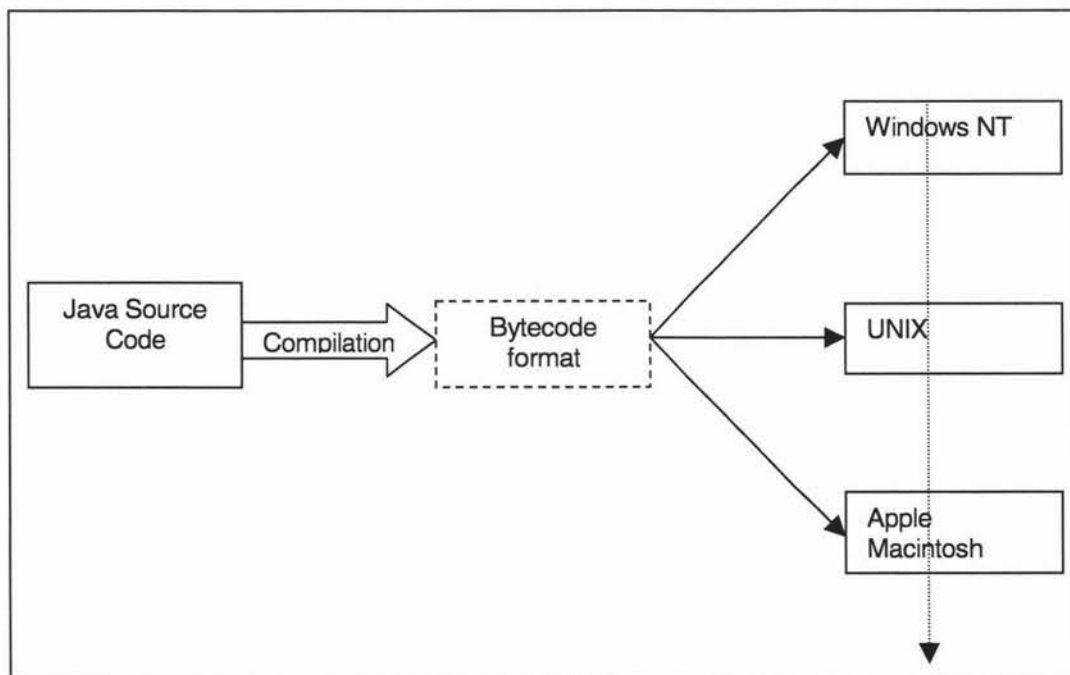 Windows NT
Java Source
Code
Compilation
Bytecode
format
UNIX
Apple
Macintosh